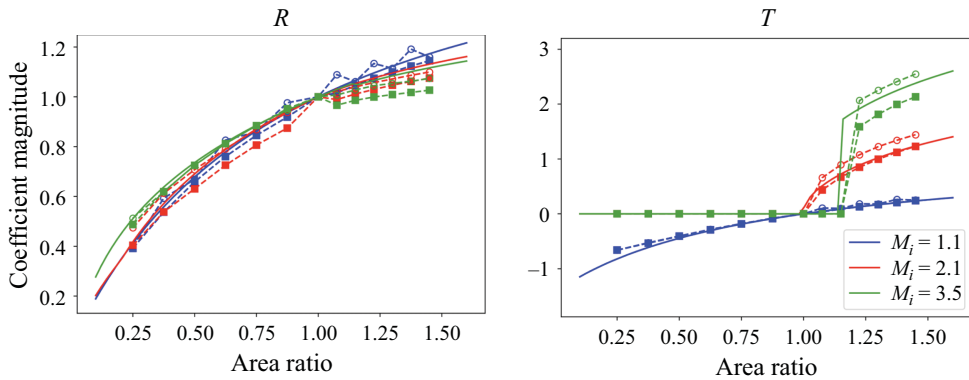 R
T
Coefficient magnitude
1.2
1.0
0.8
0.6
0.4
0.2
0.25
0.50
0.75
1.00
1.25
1.50
Area ratio
3
2
1
0
−1
0.25
0.50
0.75
1.00
1.25
1.50
Area ratio
M_i = 1.1
M_i = 2.1
M_i = 3.5